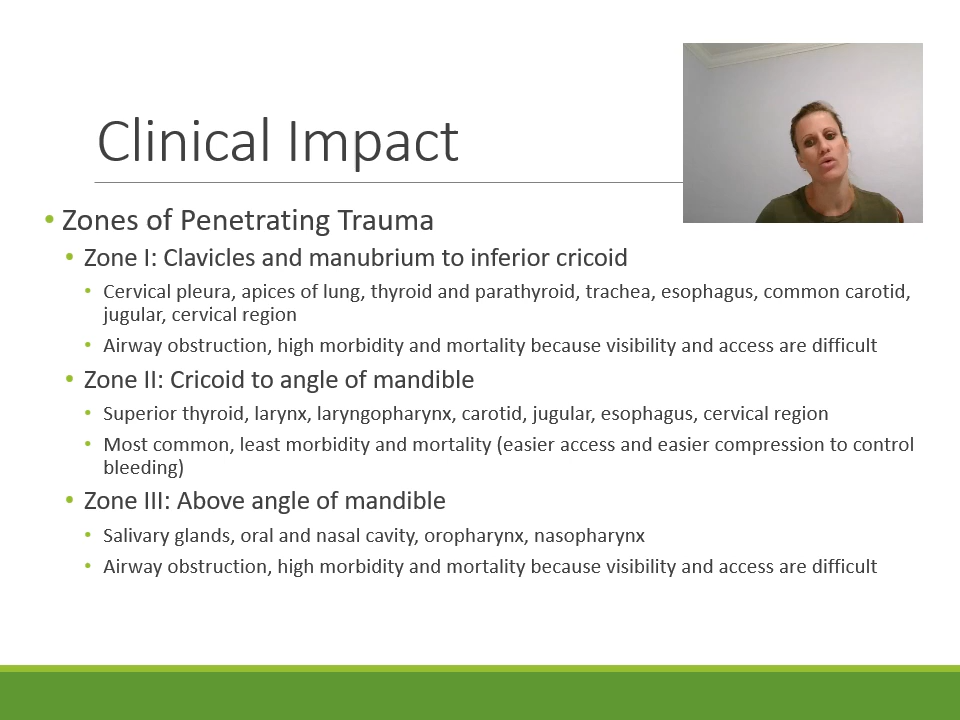 Clinical Impact
• Zones of Penetrating Trauma
• Zone I: Clavicles and manubrium to inferior cricoid
• Cervical pleura, apices of lung, thyroid and parathyroid, trachea, esophagus, common carotid,
jugular, cervical region
• Airway obstruction, high morbidity and mortality because visibility and access are difficult
• Zone II: Cricoid to angle of mandible
• Superior thyroid, larynx, laryngopharynx, carotid, jugular, esophagus, cervical region
• Most common, least morbidity and mortality (easier access and easier compression to control
bleeding)
• Zone III: Above angle of mandible
• Salivary glands, oral and nasal cavity, oropharynx, nasopharynx
• Airway obstruction, high morbidity and mortality because visibility and access are difficult